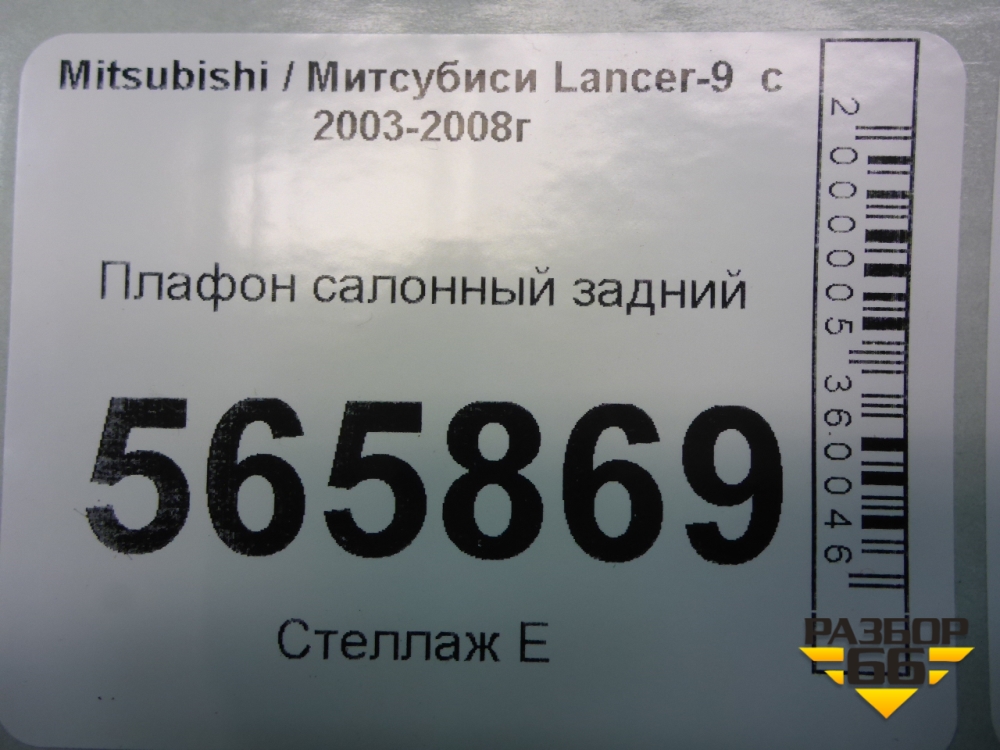 Mitsubishi / Митсубиси Lancer-9 с
2003-2008г
Плафон салонный задний
565869
Стеллаж Е
2000005360046
РАЗБОР
66